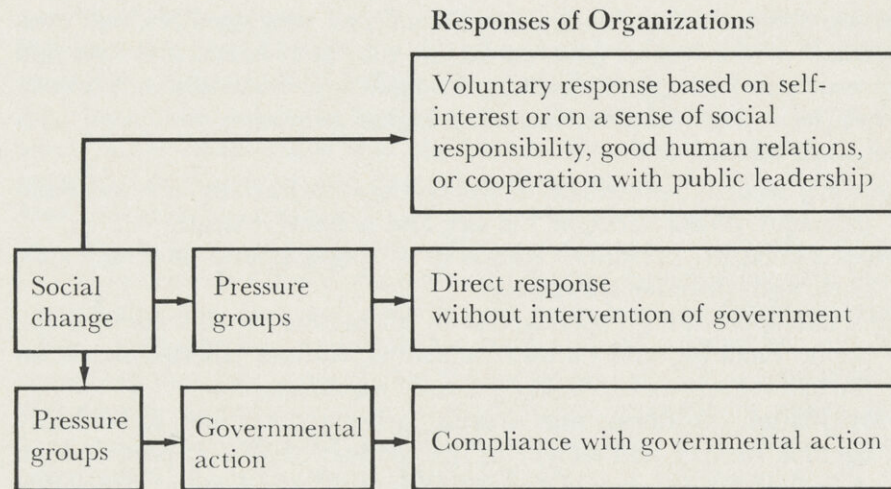 Responses of Organizations
Voluntary response based on self-
interest or on a sense of social
responsibility, good human relations,
or cooperation with public leadership
Social
change
Pressure
groups
Direct response
without intervention of government
Pressure
groups
Governmental
action
Compliance with governmental action